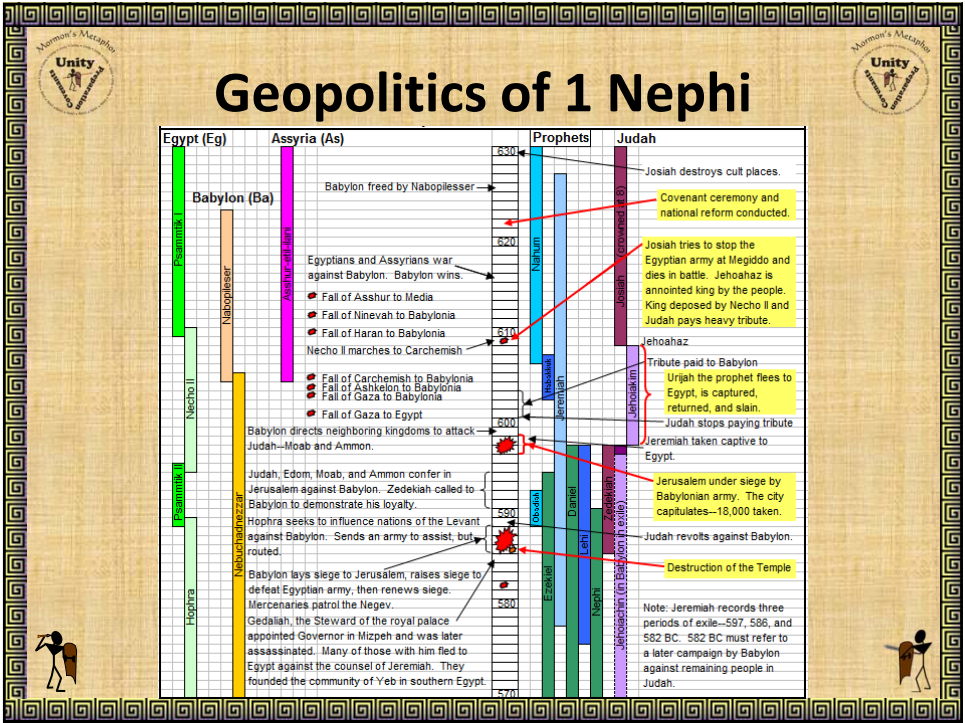 Mormon's Metaphor
Unity
Covenants
Preparation
Mormon's Metaphor
Unity
Covenants
Preparation
Geopolitics of 1 Nephi
Egypt (Eg)
Assyria (As)
Prophets
Judah
Babylon (Ba)
630
620
610
600
590
580
570
Psammtik I
Necho II
Psammtik II
Hophra
Nabopileser
Nebuchadnezzar
Asshur-etil-ilani
Babylon freed by Nabopilesser
Egyptians and Assyrians war
against Babylon. Babylon wins.
Fall of Asshur to Media
Fall of Ninevah to Babylonia
Fall of Haran to Babylonia
Necho II marches to Carchemish
Fall of Carchemish to Babylonia
Fall of Ashkelon to Babylonia
Fall of Gaza to Babylonia
Fall of Gaza to Egypt
Babylon directs neighboring kingdoms to attack
Judah--Moab and Ammon.
Judah, Edom, Moab, and Ammon confer in
Jerusalem against Babylon. Zedekiah called to
Babylon to demonstrate his loyalty.
Hophra seeks to influence nations of the Levant
against Babylon. Sends an army to assist, but
routed.
Babylon lays siege to Jerusalem, raises siege to
defeat Egyptian army, then renews siege.
Mercenaries patrol the Negev.
Gedaliah, the Steward of the royal palace
appointed Governor in Mizpeh and was later
assassinated. Many of those with him fled to
Egypt against the counsel of Jeremiah. They
founded the community of Yeb in southern Egypt.
Nahum
Habakkuk
Jeremiah
Obadiah
Ezekiel
Daniel
Lehi
Nephi
Josiah (crowned at 8)
Jehoiakim
Zedekiah
Jehoiachin (in Babylon in exile)
Josiah destroys cult places.
Covenant ceremony and
national reform conducted.
Josiah tries to stop the
Egyptian army at Megiddo and
dies in battle. Jehoahaz is
annointed king by the people.
King deposed by Necho II and
Judah pays heavy tribute.
Jehoahaz
Tribute paid to Babylon
Urijah the prophet flees to
Egypt, is captured,
returned, and slain.
Judah stops paying tribute
Jeremiah taken captive to
Egypt.
Jerusalem under siege by
Babylonian army. The city
capitulates--18,000 taken.
Judah revolts against Babylon.
Destruction of the Temple
Note: Jeremiah records three
periods of exile--597, 586, and
582 BC. 582 BC must refer to
a later campaign by Babylon
against remaining people in
Judah.